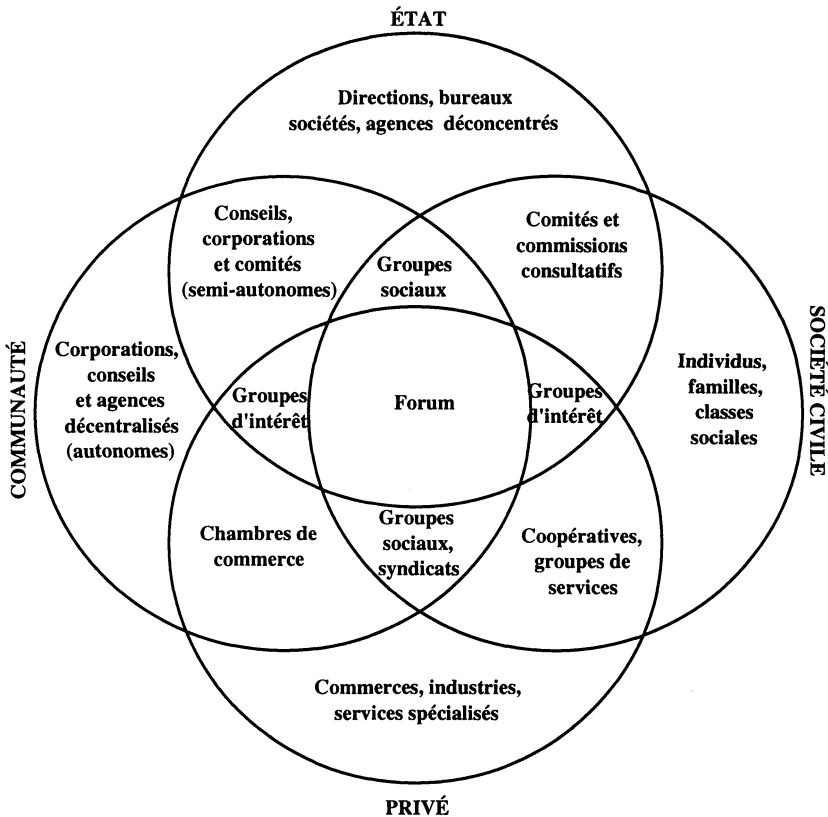 ÉTAT
Directions, bureaux
sociétés, agences déconcentrés
Conseils,
corporations
et comités
(semi-autonomes)
Groupes
sociaux
Comités et
commissions
consultatifs
COMMUNAUTÉ
Corporations,
conseils
et agences
décentralisés
(autonomes)
Groupes
d'intérêt
Forum
Groupes
d'intérêt
Individus,
familles,
classes
sociales
SOCIÉTÉ CIVILE
Chambres de
commerce
Groupes
sociaux,
syndicats
Coopératives,
groupes de
services
Commerces, industries,
services spécialisés
PRIVÉ